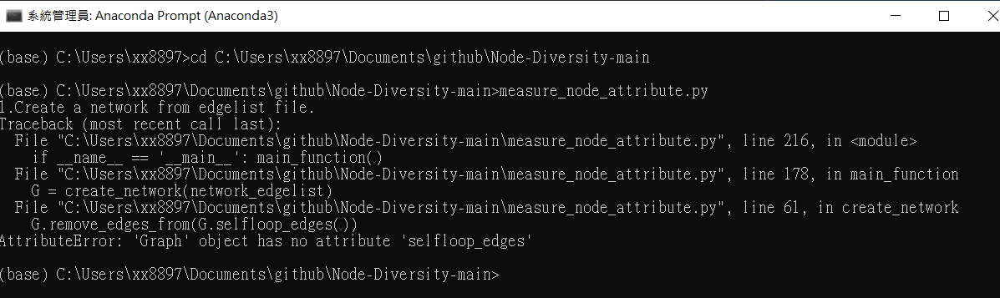 系統管理員: Anaconda Prompt (Anaconda3)
(base) C:\Users\xx8897>cd C:\Users\xx8897\Documents\github\Node-Diversity-main
(base) C:\Users\xx8897\Documents\github\Node-Diversity-main>measure_node_attribute.py
1.Create a network from edgelist file.
Traceback (most recent call last):
  File "C:\Users\xx8897\Documents\github\Node-Diversity-main\measure_node_attribute.py", line 216, in <module>
    if __name__ == '__main__': main_function()
  File "C:\Users\xx8897\Documents\github\Node-Diversity-main\measure_node_attribute.py", line 178, in main_function
    G = create_network(network_edgelist)
  File "C:\Users\xx8897\Documents\github\Node-Diversity-main\measure_node_attribute.py", line 61, in create_network
    G.remove_edges_from(G.selfloop_edges())
AttributeError: 'Graph' object has no attribute 'selfloop_edges'
(base) C:\Users\xx8897\Documents\github\Node-Diversity-main>